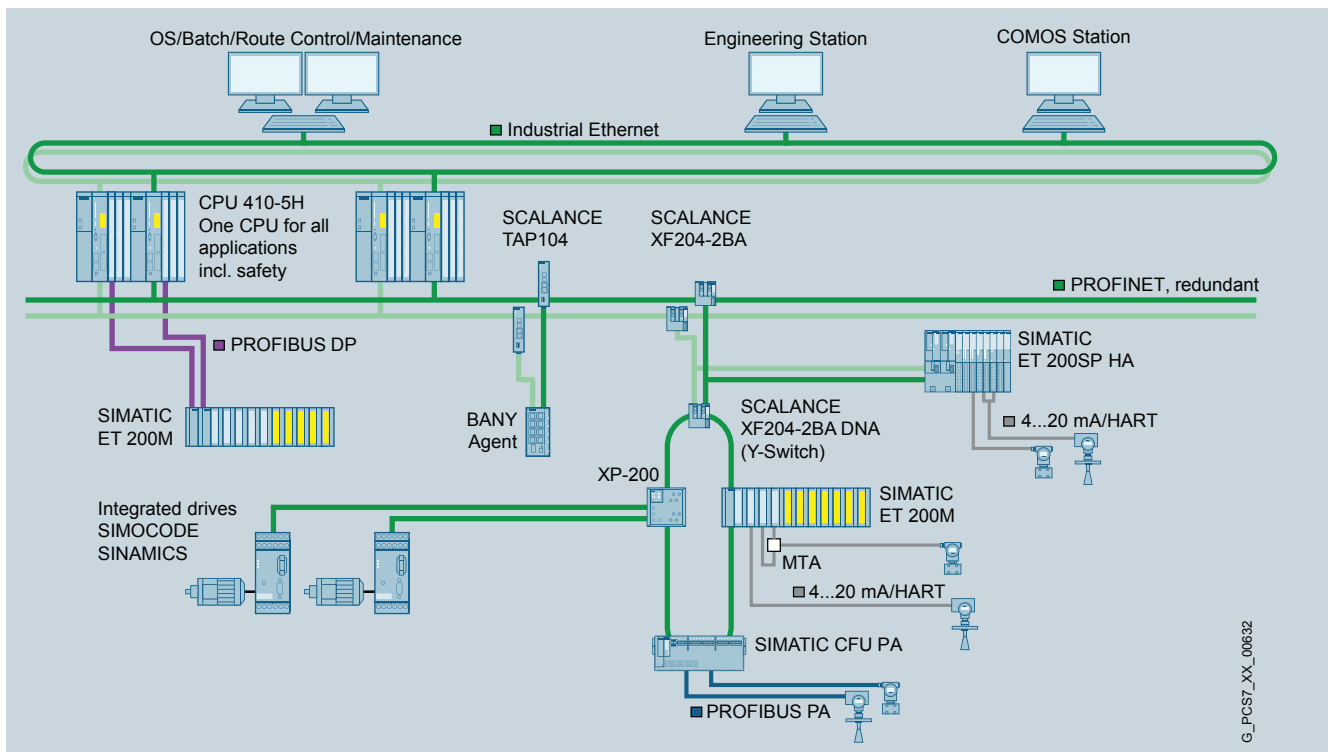 OS/Batch/Route Control/Maintenance
Engineering Station
COMOS Station
Industrial Ethernet
CPU 410-5H
One CPU for all
applications
incl. safety
SCALANCE
TAP104
SCALANCE
XF204-2BA
PROFINET, redundant
PROFIBUS DP
SIMATIC
ET 200SP HA
SIMATIC
ET 200M
BANY
Agent
SCALANCE
XF204-2BA DNA
(Y-Switch)
4...20 mA/HART
XP-200
Integrated drives
SIMOCODE
SINAMICS
SIMATIC
ET 200M
MTA
4...20 mA/HART
SIMATIC CFU PA
PROFIBUS PA
G_PCS7_XX_00632